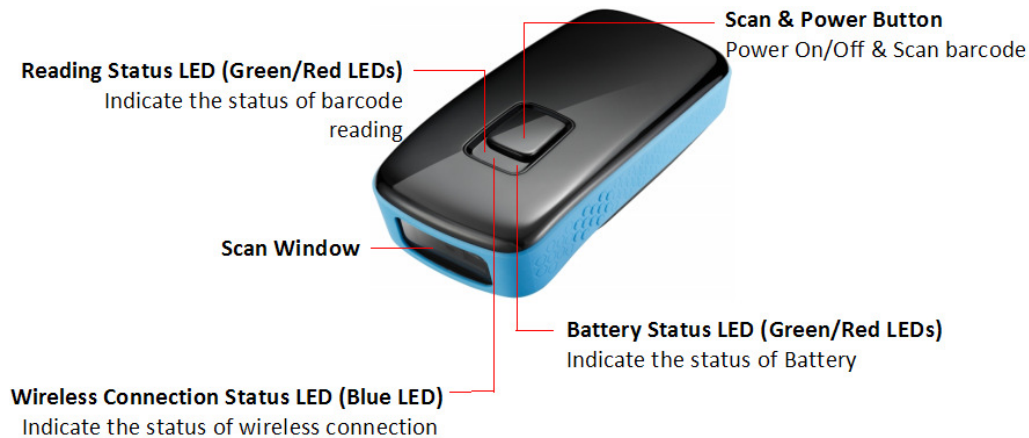 Scan & Power Button
Power On/Off & Scan barcode
Reading Status LED (Green/Red LEDs)
Indicate the status of barcode
reading
Scan Window
Battery Status LED (Green/Red LEDs)
Indicate the status of Battery
Wireless Connection Status LED (Blue LED)
Indicate the status of wireless connection